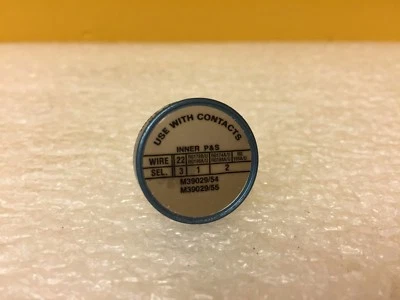 USE WITH CONTACTS
INNER P&S
WIRE 22
SEL. 3 1 2
M39029/54
M39029/55